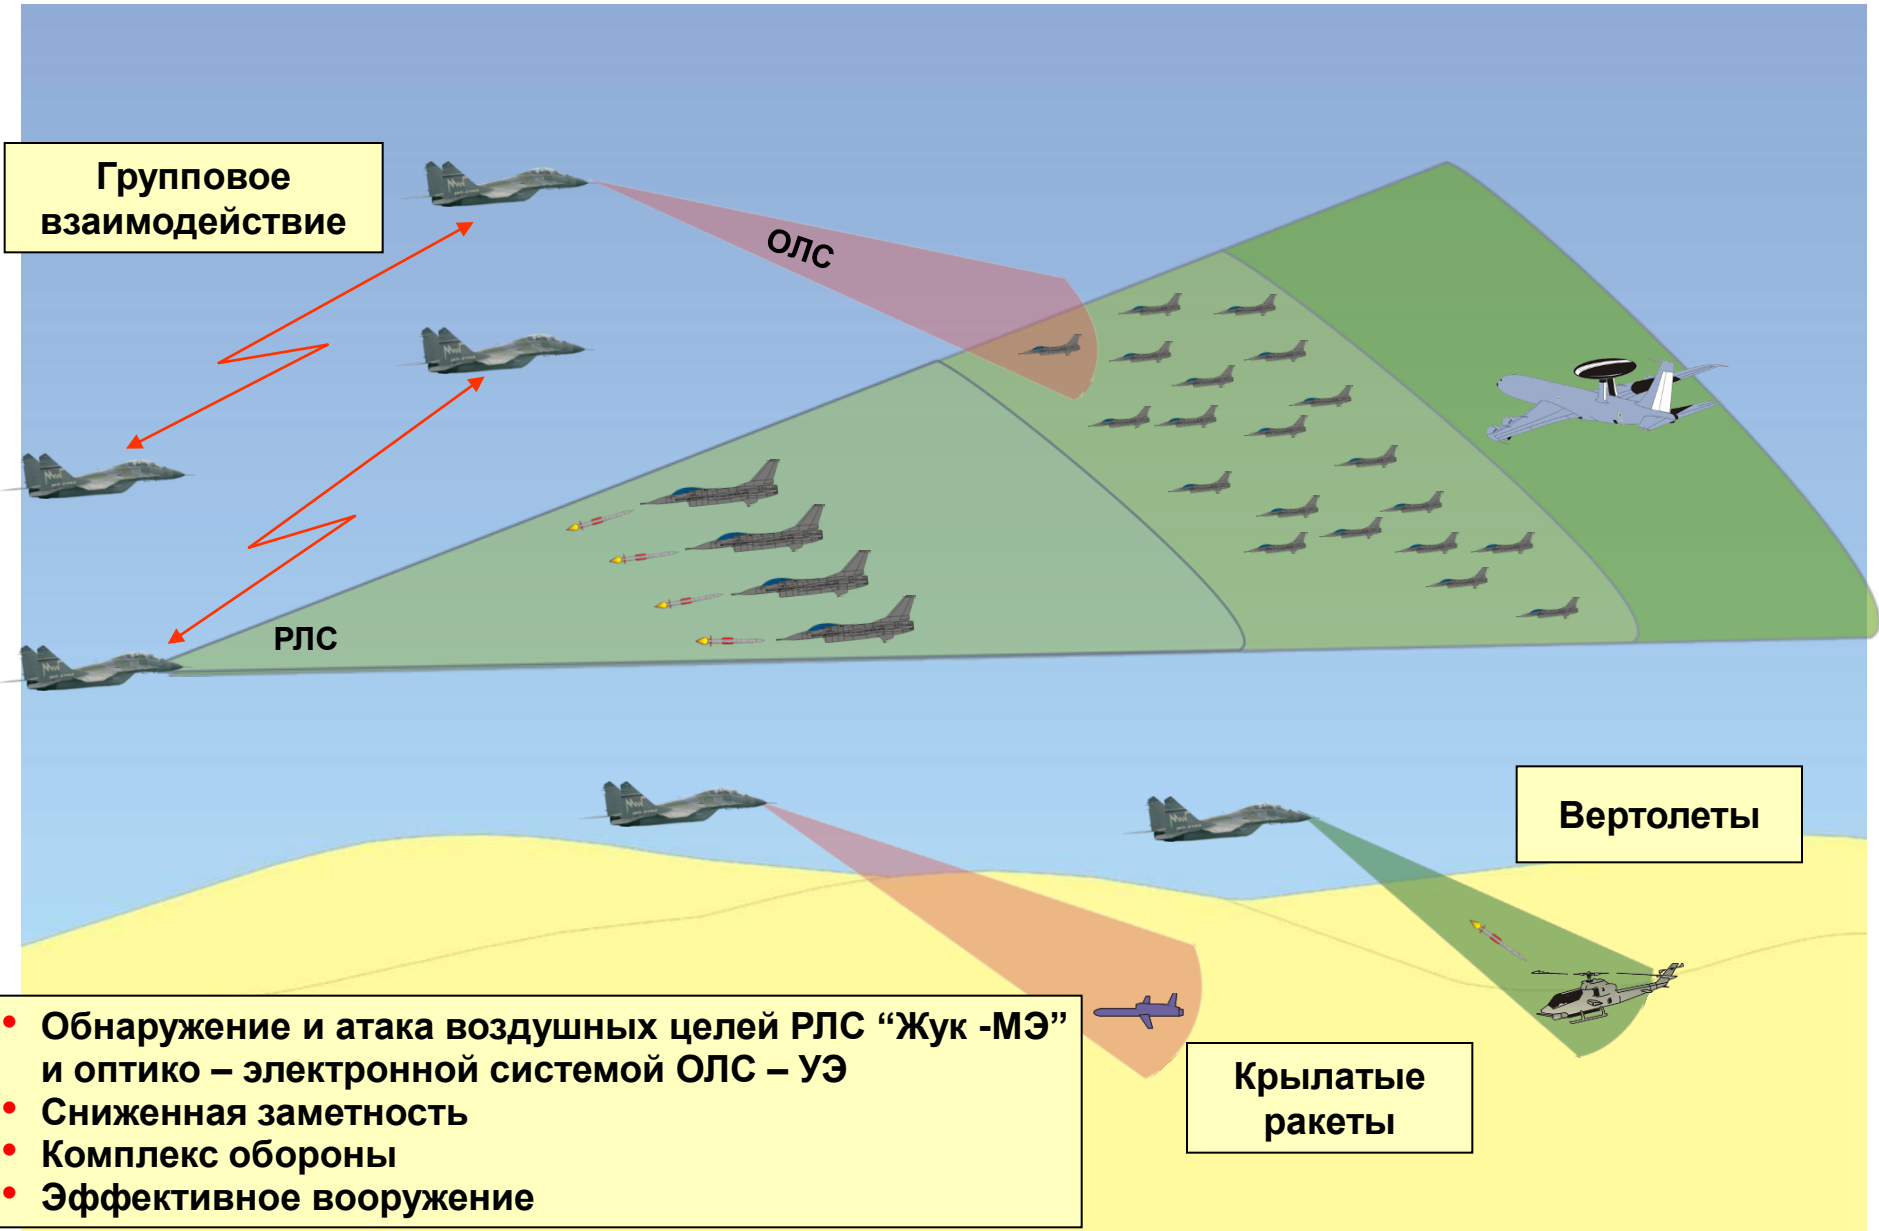 Групповое
взаимодействие
ОЛС
РЛС
Вертолеты
Крылатые
ракеты
• Обнаружение и атака воздушных целей РЛС “Жук -МЭ”
и оптико – электронной системой ОЛС – УЭ
• Сниженная заметность
• Комплекс обороны
• Эффективное вооружение